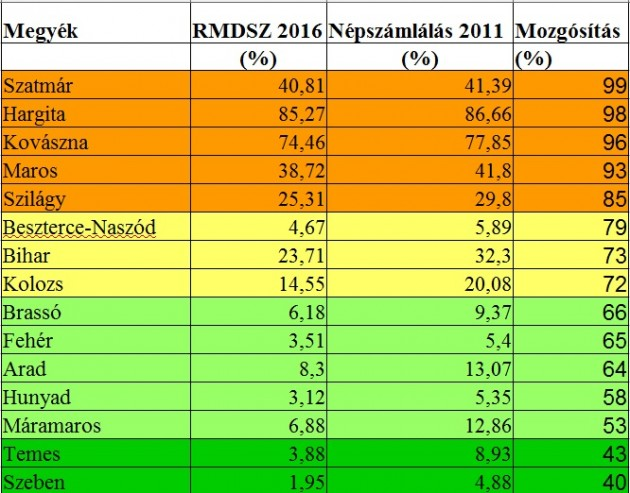 Megyék RMDSZ 2016 Népszámlálás 2011 Mozgósítás
(%) (%) (%)
Szatmár 40,81 41,39 99
Hargita 85,27 86,66 98
Kovászna 74,46 77,85 96
Maros 38,72 41,8 93
Szilágy 25,31 29,8 85
Beszterce-Naszód 4,67 5,89 79
Bihar 23,71 32,3 73
Kolozs 14,55 20,08 72
Brassó 6,18 9,37 66
Fehér 3,51 5,4 65
Arad 8,3 13,07 64
Hunyad 3,12 5,35 58
Máramaros 6,88 12,86 53
Temes 3,88 8,93 43
Szeben 1,95 4,88 40